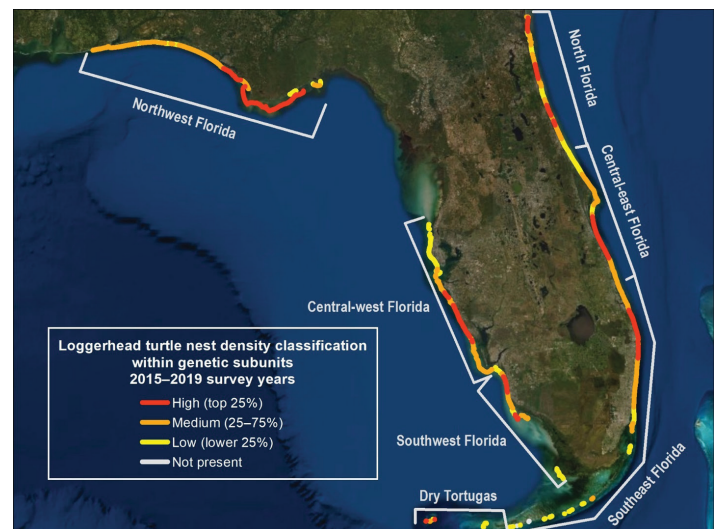 Northwest Florida
North Florida
Central-east Florida
Central-west Florida
Loggerhead turtle nest density classification
within genetic subunits
2015–2019 survey years
High (top 25%)
Medium (25–75%)
Low (lower 25%)
Not present
Southwest Florida
Southeast Florida
Dry Tortugas